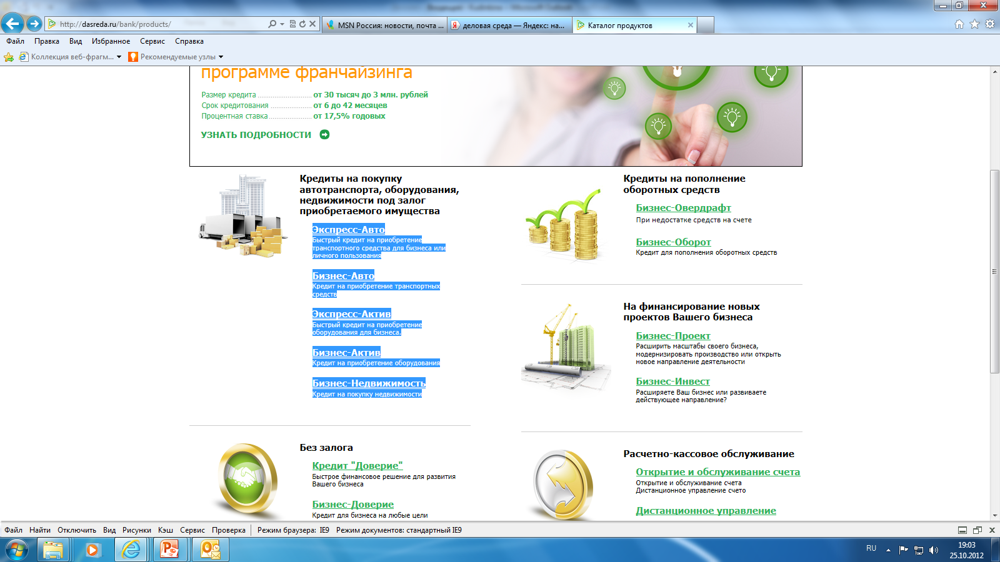 http://dasreda.ru/bank/products/
MSN Россия: новости, почта ...
деловая среда — Яндекс: на...
Каталог продуктов
Файл Правка Вид Избранное Сервис Справка
Коллекция веб-фрагм...
Рекомендуемые узлы
программе франчайзинга
Размер кредита ........................... от 30 тысяч до 3 млн. рублей
Срок кредитования ..................... от 6 до 42 месяцев
Процентная ставка ...................... от 17,5% годовых
УЗНАТЬ ПОДРОБНОСТИ
Кредиты на покупку
автотранспорта, оборудования,
недвижимости под залог
приобретаемого имущества
Экспресс-Авто
Быстрый кредит на приобретение
транспортного средства для бизнеса или
личного пользования
Бизнес-Авто
Кредит на приобретение транспортных
средств
Экспресс-Актив
Быстрый кредит на приобретение
оборудования для бизнеса.
Бизнес-Актив
Кредит на приобретение оборудования
Бизнес-Недвижимость
Кредит на покупку недвижимости
Кредиты на пополнение
оборотных средств
Бизнес-Овердрафт
При недостатке средств на счете
Бизнес-Оборот
Кредит для пополнения оборотных средств
На финансирование новых
проектов Вашего бизнеса
Бизнес-Проект
Расширить масштабы своего бизнеса,
модернизировать производство или открыть
новое направление деятельности
Бизнес-Инвест
Расширяете Ваш бизнес или развиваете
действующее направление?
Без залога
Кредит "Доверие"
Быстрое финансовое решение для развития
Вашего бизнеса
Бизнес-Доверие
Кредит для бизнеса на любые цели
Расчетно-кассовое обслуживание
Открытие и обслуживание счета
Открытие и обслуживание счета
Дистанционное управление счето
Дистанционное управление
Файл Найти Отключить Вид Рисунки Кэш Сервис Проверка Режим браузера: IE9 Режим документов: стандартный IE9
RU
19:03
25.10.2012